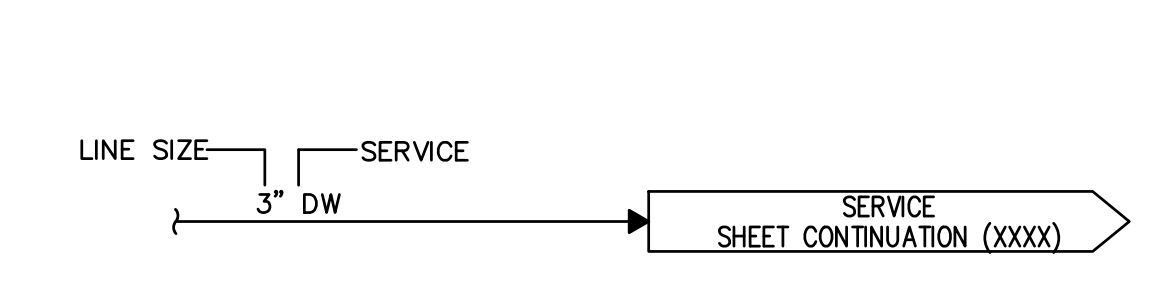 LINE SIZE
SERVICE
3" DW
SERVICE
SHEET CONTINUATION (XXXX)